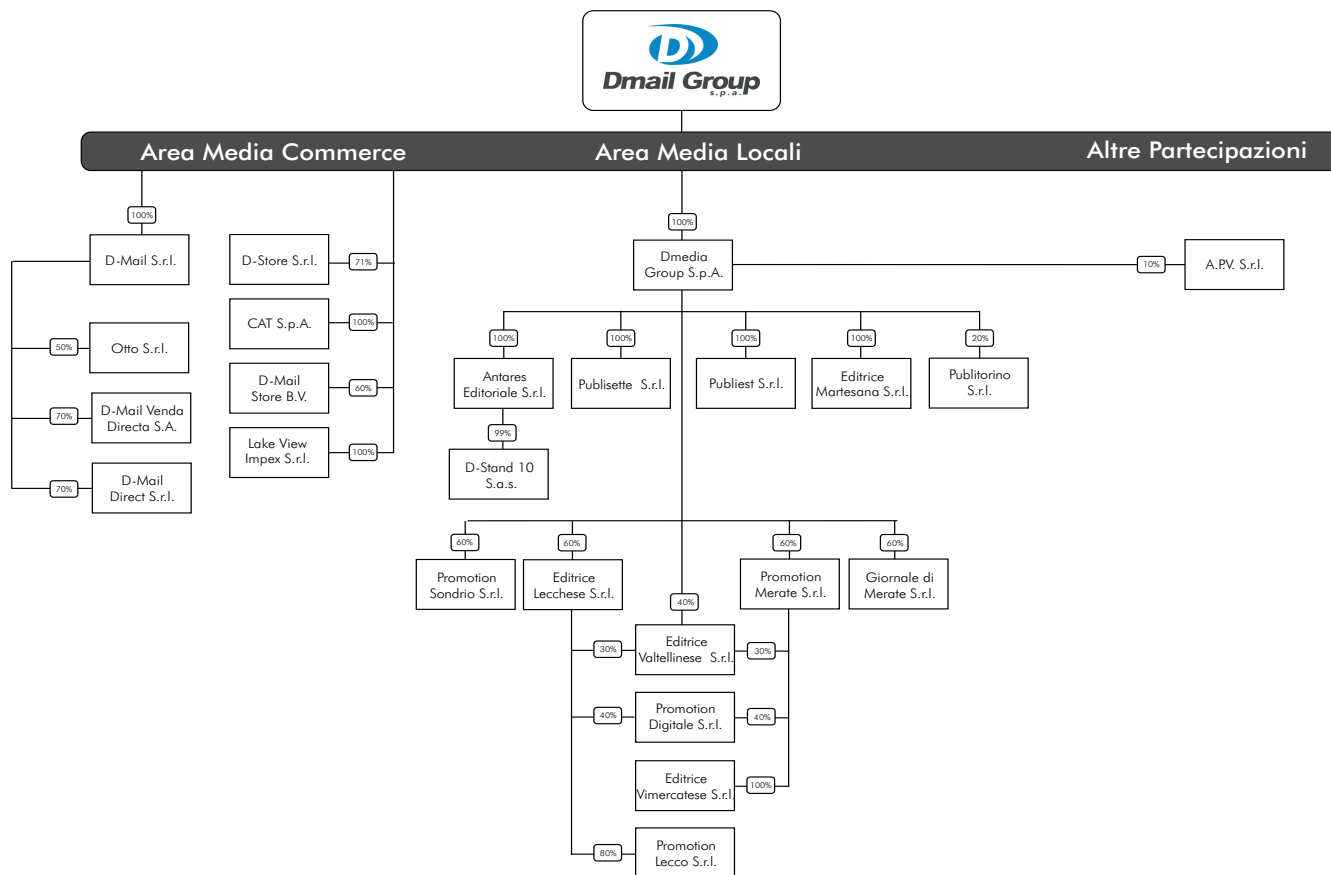 Dmail Group
s.p.a.
Area Media Commerce
Area Media Locali
Altre Partecipazioni
100%
D-Mail S.r.l.
50%
Otto S.r.l.
70%
D-Mail Venda
Directa S.A.
70%
D-Mail
Direct S.r.l.
D-Store S.r.l.
71%
CAT S.p.A.
100%
D-Mail
Store B.V.
60%
Lake View
Impex S.r.l.
100%
100%
Dmedia
Group S.p.A.
10%
A.P.V. S.r.l.
100%
Antares
Editoriale S.r.l.
100%
Publisette S.r.l.
100%
Publiest S.r.l.
100%
Editrice
Martesana S.r.l.
20%
Publitorino
S.r.l.
99%
D-Stand 10
S.a.s.
60%
Promotion
Sondrio S.r.l.
60%
Editrice
Lecchese S.r.l.
60%
Promotion
Merate S.r.l.
60%
Giornale di
Merate S.r.l.
40%
30%
Editrice
Valtellinese S.r.l.
30%
40%
Promotion
Digitale S.r.l.
40%
Editrice
Vimercatese S.r.l.
100%
80%
Promotion
Lecco S.r.l.